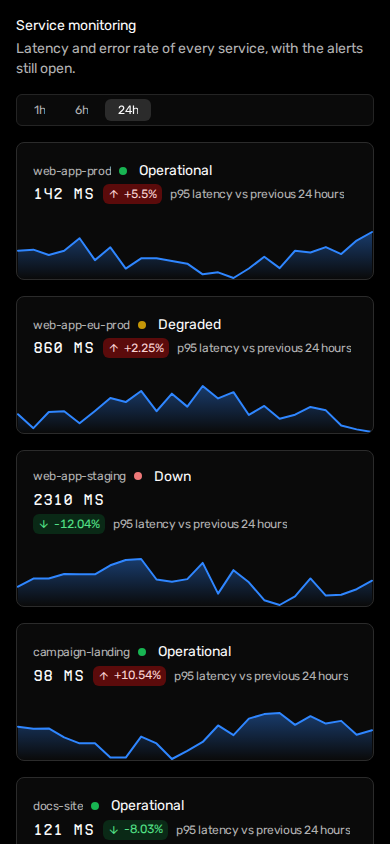 Service monitoring
Latency and error rate of every service, with the alerts
still open.
1h 6h 24h
web-app-prod Operational
142 MS ↑ +5.5% p95 latency vs previous 24 hours
web-app-eu-prod Degraded
860 MS ↑ +2.25% p95 latency vs previous 24 hours
web-app-staging Down
2310 MS
↓ -12.04% p95 latency vs previous 24 hours
campaign-landing Operational
98 MS ↑ +10.54% p95 latency vs previous 24 hours
docs-site Operational
121 MS ↓ -8.03% p95 latency vs previous 24 hours